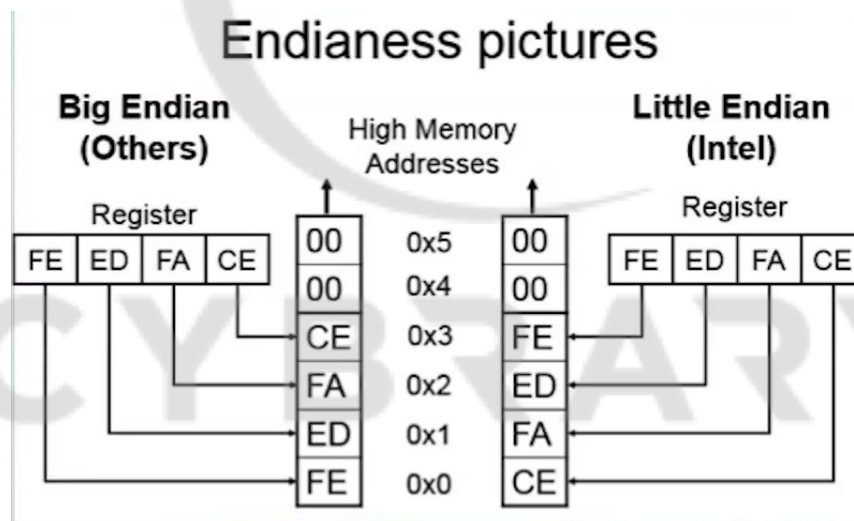 Endianess pictures
Big Endian
(Others)
High Memory
Addresses
Little Endian
(Intel)
Register
Register
FE ED FA CE
00 0x5 00
FE ED FA CE
00 0x4 00
CE 0x3 FE
FA 0x2 ED
ED 0x1 FA
FE 0x0 CE
CYBRARY